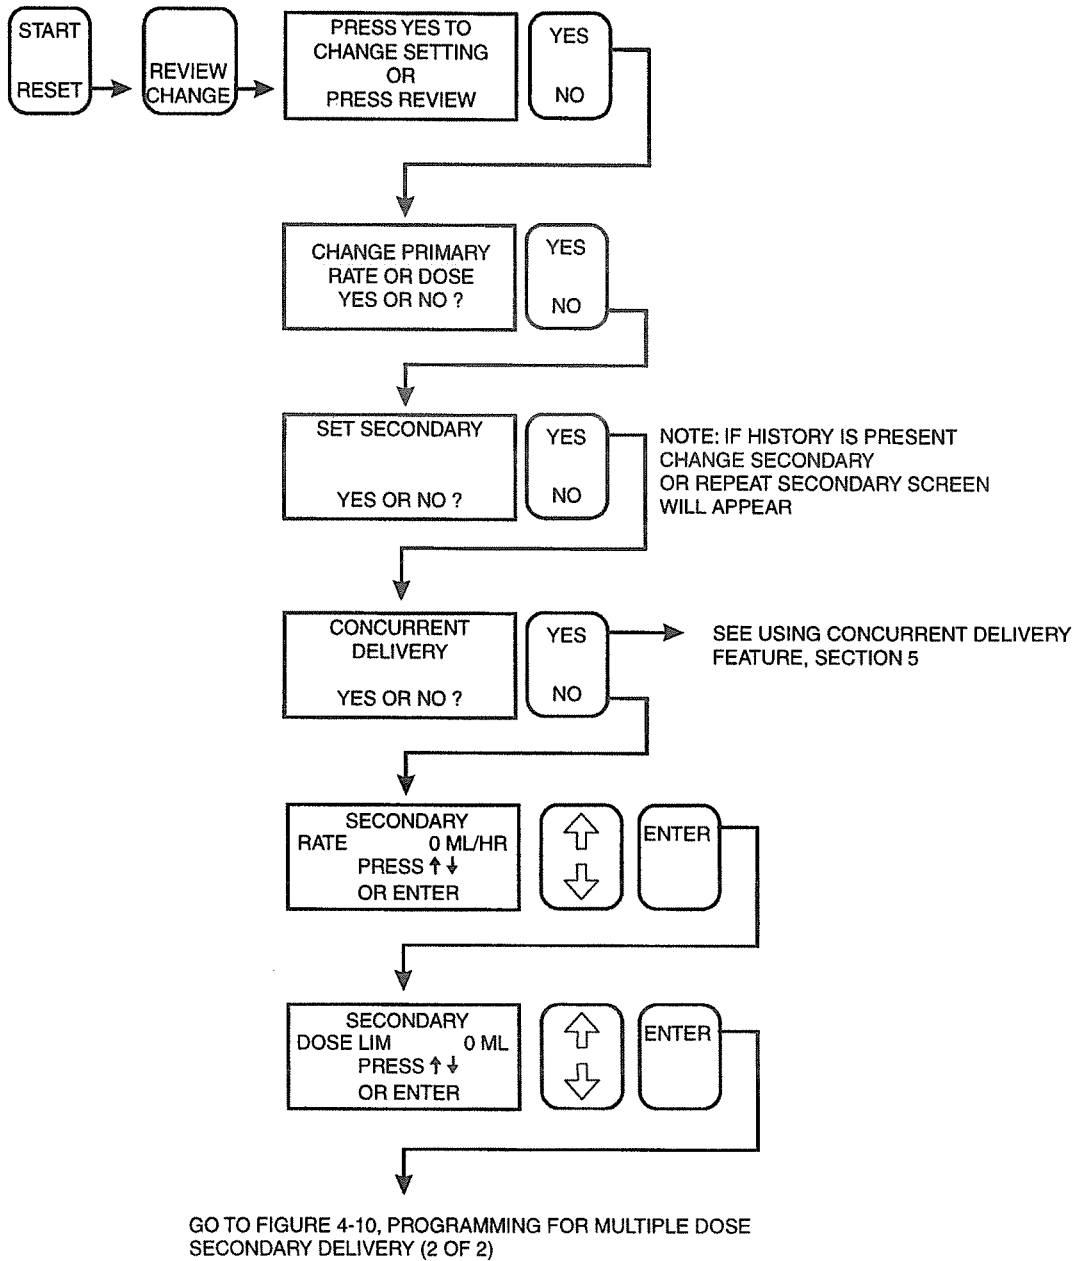 START
RESET
REVIEW
CHANGE
PRESS YES TO
CHANGE SETTING
OR
PRESS REVIEW
YES
NO
CHANGE PRIMARY
RATE OR DOSE
YES OR NO ?
YES
NO
SET SECONDARY
YES OR NO ?
YES
NO
NOTE: IF HISTORY IS PRESENT
CHANGE SECONDARY
OR REPEAT SECONDARY SCREEN
WILL APPEAR
CONCURRENT
DELIVERY
YES OR NO ?
YES
NO
SEE USING CONCURRENT DELIVERY
FEATURE, SECTION 5
SECONDARY
RATE 0 ML/HR
PRESS ↑ ↓
OR ENTER
ENTER
SECONDARY
DOSE LIM 0 ML
PRESS ↑ ↓
OR ENTER
ENTER
GO TO FIGURE 4-10, PROGRAMMING FOR MULTIPLE DOSE
SECONDARY DELIVERY (2 OF 2)